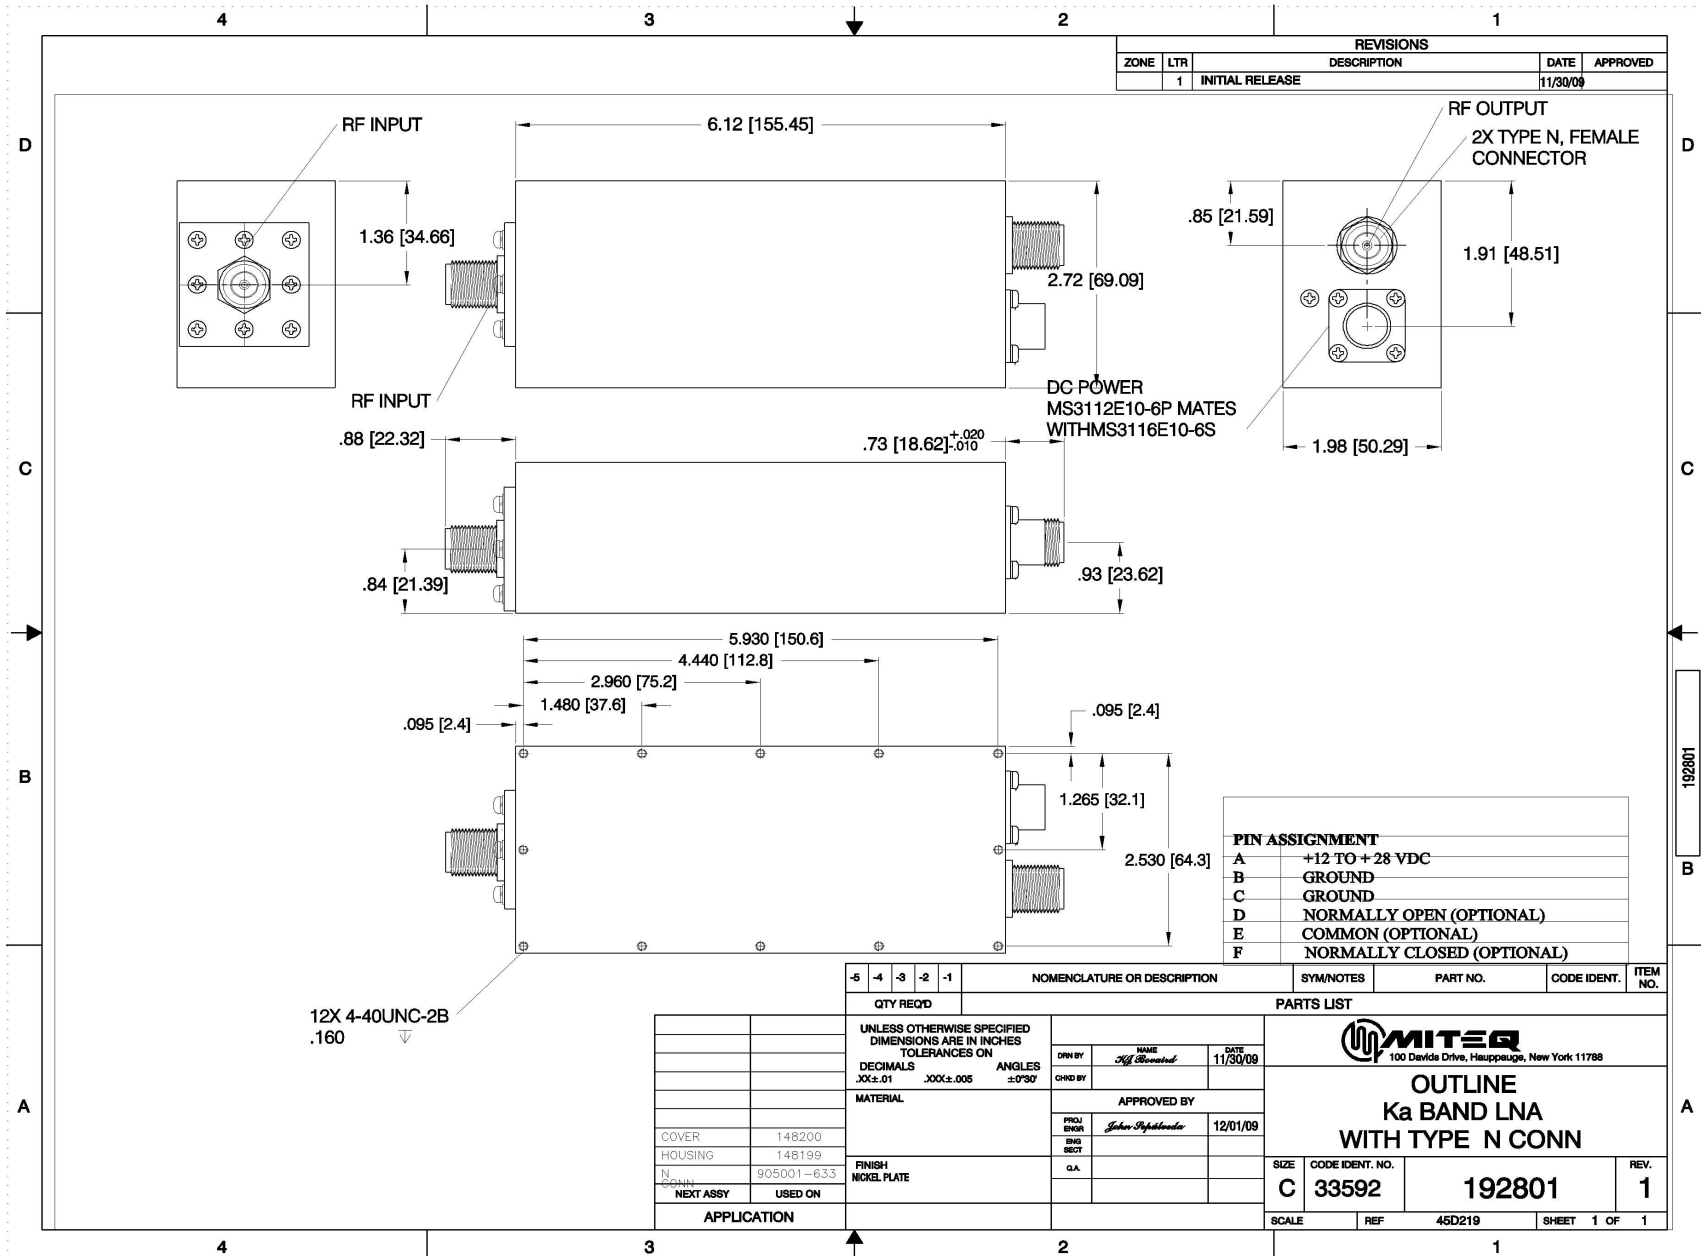 4 3 2 1
REVISIONS
ZONE LTR DESCRIPTION DATE APPROVED
1 INITIAL RELEASE 11/30/09
D
D
RF INPUT
6.12 [155.45]
RF OUTPUT
2X TYPE N, FEMALE
CONNECTOR
1.36 [34.66]
2.72 [69.09]
.85 [21.59]
1.91 [48.51]
RF INPUT
DC POWER
MS3112E10-6P MATES
WITHMS3116E10-6S
.88 [22.32]
.73 [18.62]+.020
-.010
1.98 [50.29]
C
C
.84 [21.39]
.93 [23.62]
5.930 [150.6]
4.440 [112.8]
2.960 [75.2]
1.480 [37.6]
.095 [2.4]
.095 [2.4]
192801
B
B
1.265 [32.1]
2.530 [64.3]
PIN ASSIGNMENT
A +12 TO + 28 VDC
B GROUND
C GROUND
D NORMALLY OPEN (OPTIONAL)
E COMMON (OPTIONAL)
F NORMALLY CLOSED (OPTIONAL)
12X 4-40UNC-2B
.160 ↧
-5 -4 -3 -2 -1 NOMENCLATURE OR DESCRIPTION SYM/NOTES PART NO. CODE IDENT. ITEM NO.
QTY REQ'D PARTS LIST
UNLESS OTHERWISE SPECIFIED
DIMENSIONS ARE IN INCHES
TOLERANCES ON
DECIMALS ANGLES
.XX±.01 .XXX±.005 ±0°30'
MATERIAL
FINISH
NICKEL PLATE
NAME DATE
DRN BY KJ Bovaird 11/30/09
CHKD BY
APPROVED BY
PROJ ENGR John Sepúlveda 12/01/09
ENG SECT
Q.A.
MITEQ
100 Davids Drive, Hauppauge, New York 11788
OUTLINE
Ka BAND LNA
WITH TYPE N CONN
SIZE CODE IDENT. NO. REV.
C 33592 192801 1
SCALE REF 45D219 SHEET 1 OF 1
A
A
COVER 148200
HOUSING 148199
N CONN 905001-633
NEXT ASSY USED ON
APPLICATION
4 3 2 1